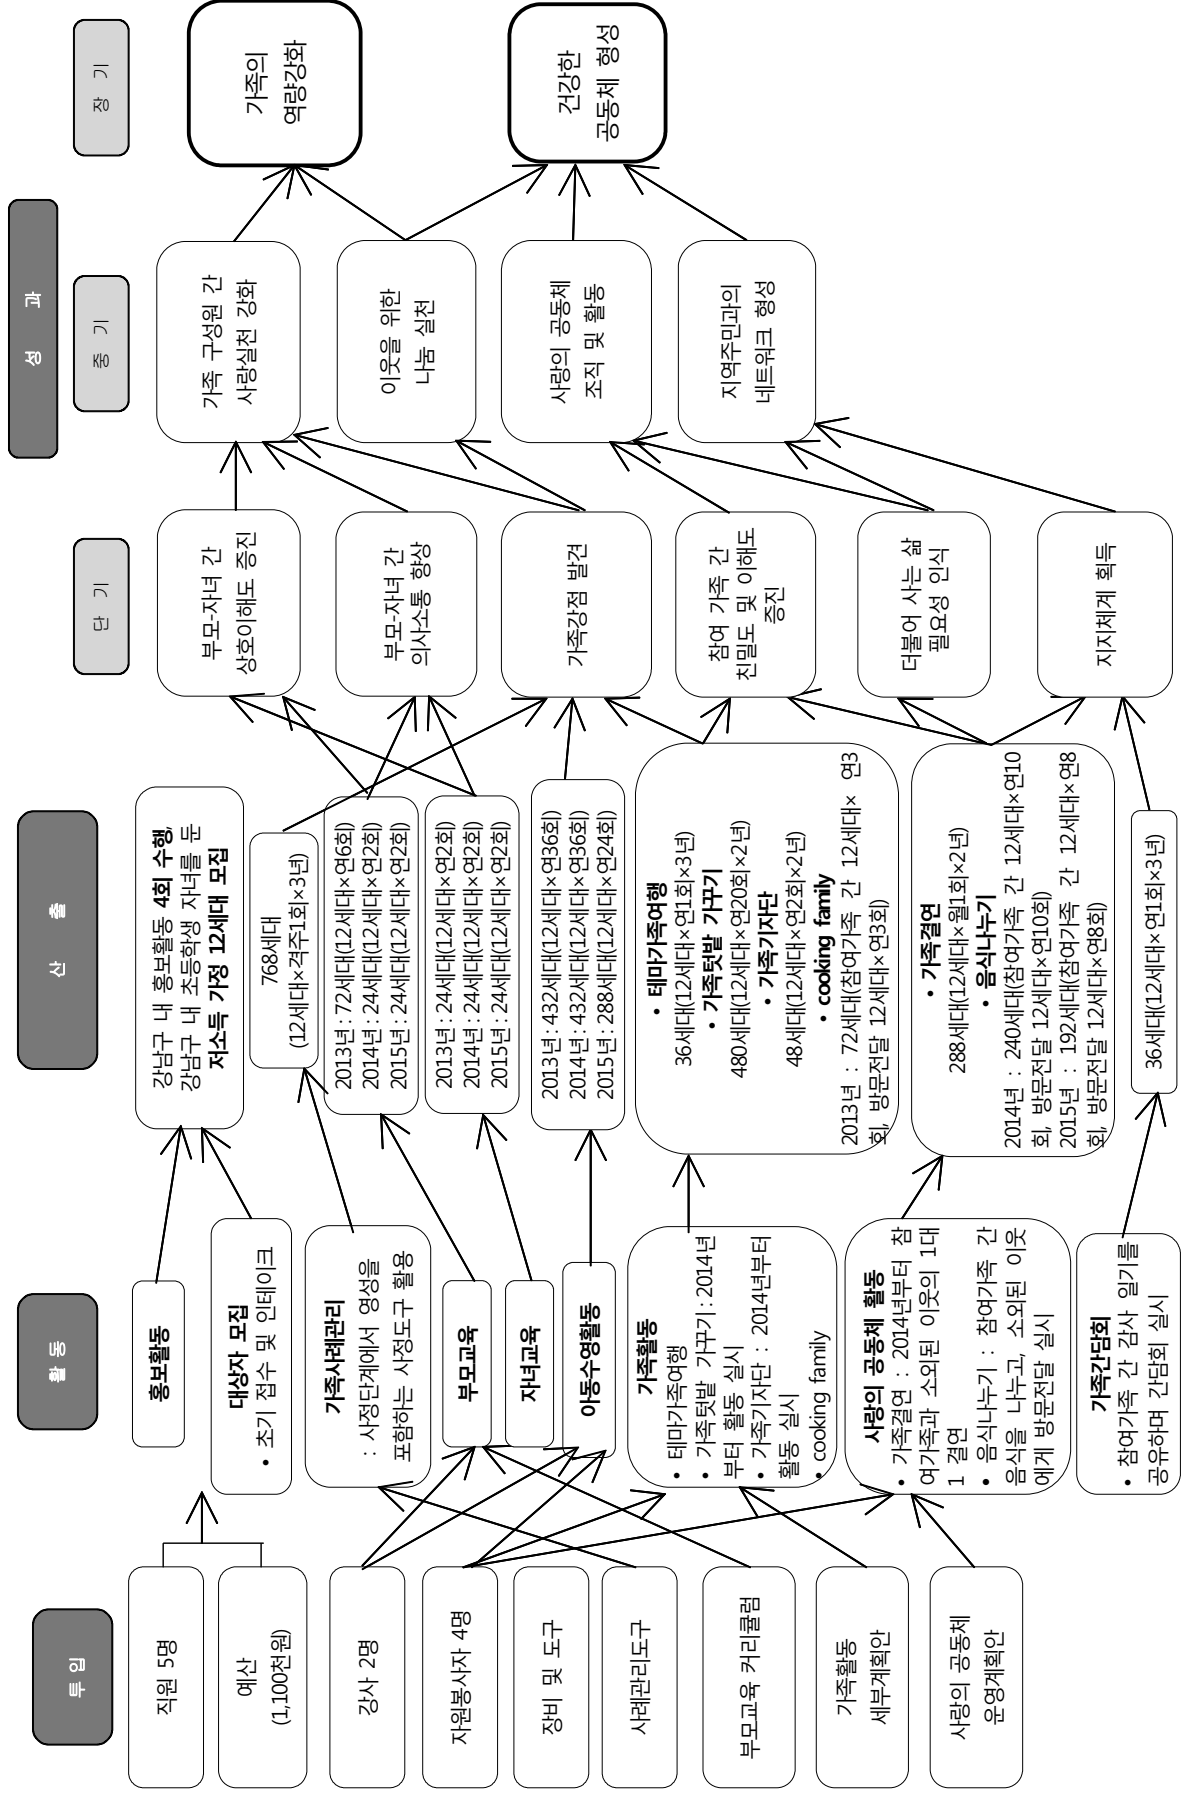 투 입
활 동
산 출
성 과
단 기
중 기
장 기
직원 5명
예산
(1,100천원)
강사 2명
자원봉사자 4명
장비 및 도구
사례관리도구
부모교육 커리큘럼
가족활동
세부계획안
사랑의 공동체
운영계획안
홍보활동
대상자 모집
• 초기 접수 및 인테이크
가족사례관리
: 사정단계에서 영성을
포함하는 사정도구 활용
부모교육
자녀교육
아동수영활동
가족활동
• 테마가족여행
• 가족텃밭 가꾸기 : 2014년
부터 활동 실시
• 가족기자단 : 2014년부터
활동 실시
• cooking family
사랑의 공동체 활동
• 가족결연 : 2014년부터 참
여가족과 소외된 이웃의 1대
1 결연
• 음식나누기 : 참여가족 간
음식을 나누고, 소외된 이웃
에게 방문전달 실시
가족간담회
• 참여가족 간 감사 일기를
공유하며 간담회 실시
강남구 내 홍보활동 4회 수행,
강남구 내 초등학생 자녀를 둔
저소득 가정 12세대 모집
768세대
(12세대×격주1회×3년)
2013년 : 72세대(12세대×연6회)
2014년 : 24세대(12세대×연2회)
2015년 : 24세대(12세대×연2회)
2013년 : 24세대(12세대×연2회)
2014년 : 24세대(12세대×연2회)
2015년 : 24세대(12세대×연2회)
2013년 : 432세대(12세대×연36회)
2014년 : 432세대(12세대×연36회)
2015년 : 288세대(12세대×연24회)
• 테마가족여행
36세대(12세대×연1회×3년)
• 가족텃밭 가꾸기
480세대(12세대×연20회×2년)
• 가족기자단
48세대(12세대×연2회×2년)
• cooking family
2013년 : 72세대(참여가족 간 12세대× 연3
회, 방문전달 12세대×연3회)
• 가족결연
288세대(12세대×월1회×2년)
• 음식나누기
2014년 : 240세대(참여가족 간 12세대×연10
회, 방문전달 12세대×연10회)
2015년 : 192세대(참여가족 간 12세대×연8
회, 방문전달 12세대×연8회)
36세대(12세대×연1회×3년)
부모-자녀 간
상호이해도 증진
부모-자녀 간
의사소통 향상
가족강점 발견
참여 가족 간
친밀도 및 이해도
증진
더불어 사는 삶
필요성 인식
지지체계 획득
가족 구성원 간
사랑실천 강화
이웃을 위한
나눔 실천
사랑의 공동체
조직 및 활동
지역주민과의
네트워크 형성
가족의
역량강화
건강한
공동체 형성